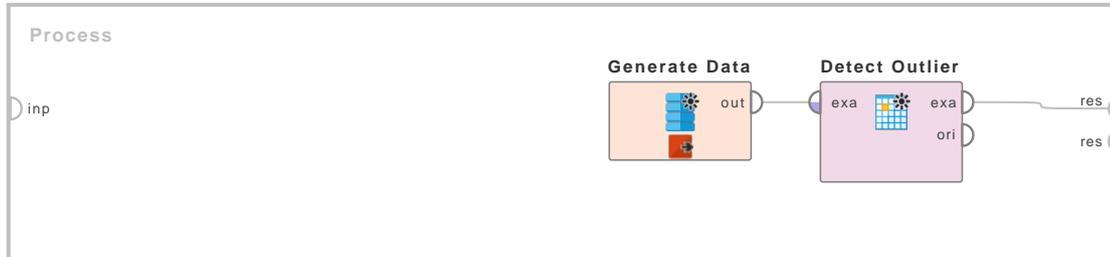 Process
Generate Data
Detect Outlier
inp
out
exa
exa
res
ori
res